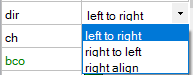 dir left to right
ch left to right
right to left
bco right align